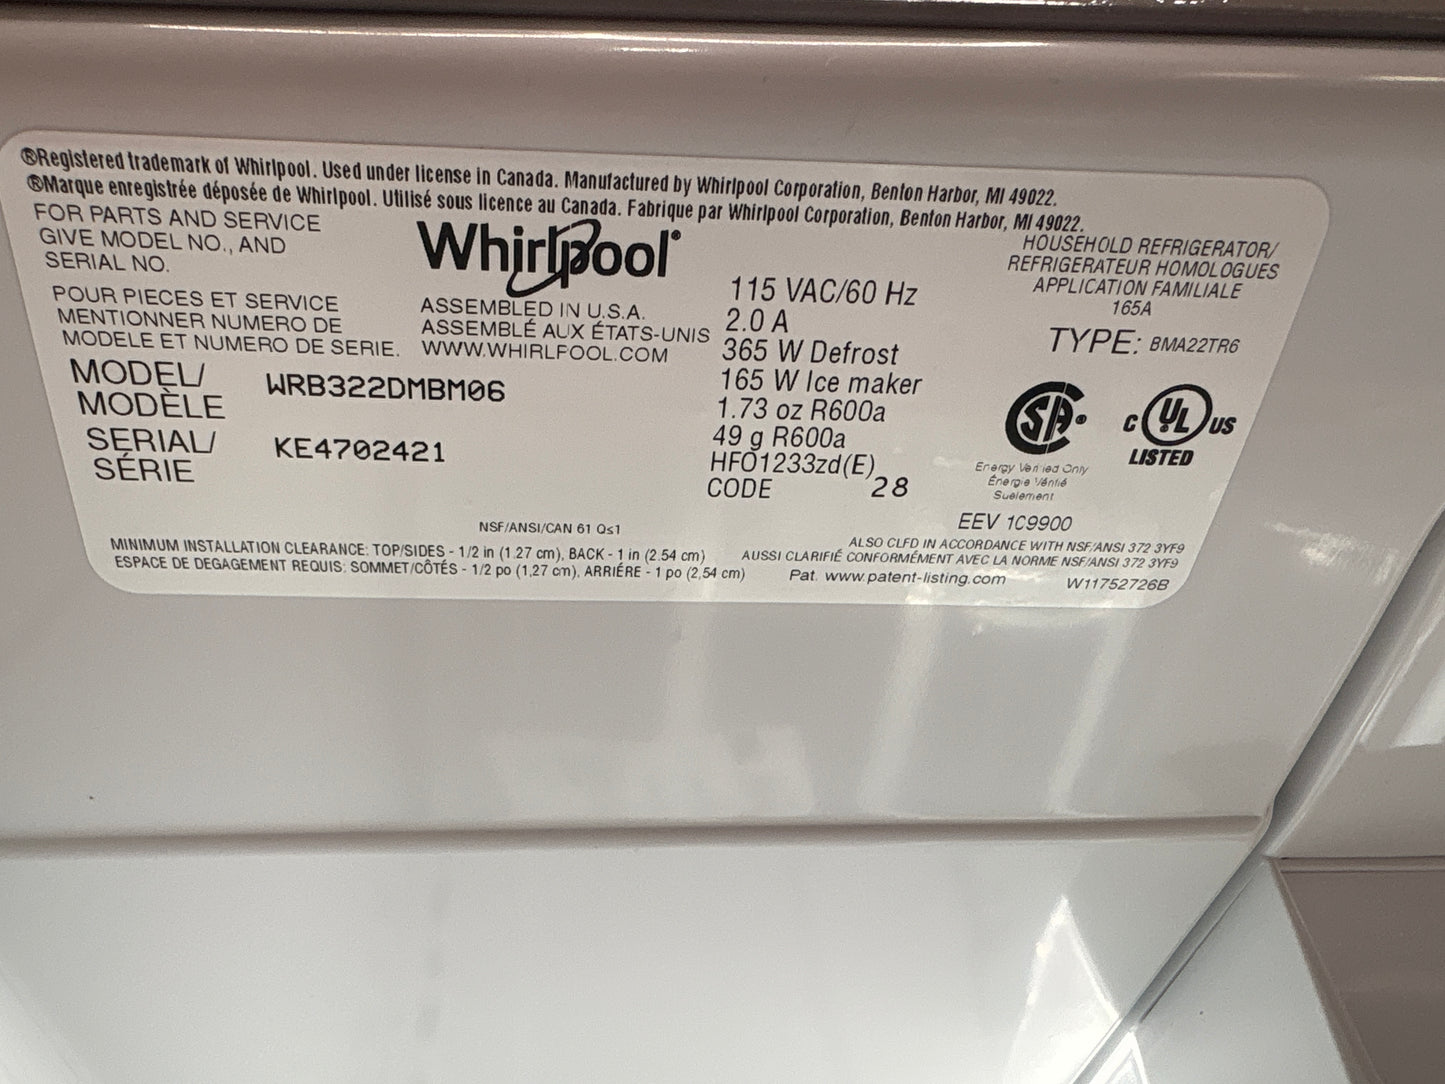 ®Registered trademark of Whirlpool. Used under license in Canada. Manufactured by Whirlpool Corporation, Benton Harbor, MI 49022.
®Marque enregistrée déposée de Whirlpool. Utilisé sous licence au Canada. Fabrique par Whirlpool Corporation, Benton Harbor, MI 49022.
FOR PARTS AND SERVICE
GIVE MODEL NO., AND
SERIAL NO.
POUR PIECES ET SERVICE
MENTIONNER NUMERO DE
MODELE ET NUMERO DE SERIE.
Whirlpool®
ASSEMBLED IN U.S.A.
ASSEMBLÉ AUX ÉTATS-UNIS
WWW.WHIRLPOOL.COM
MODEL/
MODÈLE
WRB322DMBM06
SERIAL/
SÉRIE
KE4702421
115 VAC/60 Hz
2.0 A
365 W Defrost
165 W Ice maker
1.73 oz R600a
49 g R600a
HFO1233zd(E)
CODE 28
HOUSEHOLD REFRIGERATOR/
REFRIGERATEUR HOMOLOGUES
APPLICATION FAMILIALE
165A
TYPE: BMA22TR6
SA®
Energy Verified Only
Énergie Vérifié
Suelement
C UL US
LISTED
EEV 1C9900
NSF/ANSI/CAN 61 Q≤1
MINIMUM INSTALLATION CLEARANCE: TOP/SIDES - 1/2 in (1.27 cm), BACK - 1 in (2.54 cm)
ESPACE DE DEGAGEMENT REQUIS: SOMMET/CÔTÉS - 1/2 po (1,27 cm), ARRIÉRE - 1 po (2,54 cm)
ALSO CLFD IN ACCORDANCE WITH NSF/ANSI 372 3YF9
AUSSI CLARIFIÉ CONFORMÉMENT AVEC LA NORME NSF/ANSI 372 3YF9
Pat. www.patent-listing.com
W11752726B